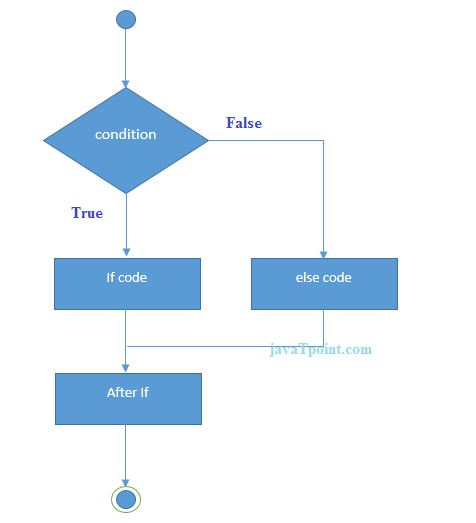 condition
False
True
If code
else code
javaTpoint.com
After If